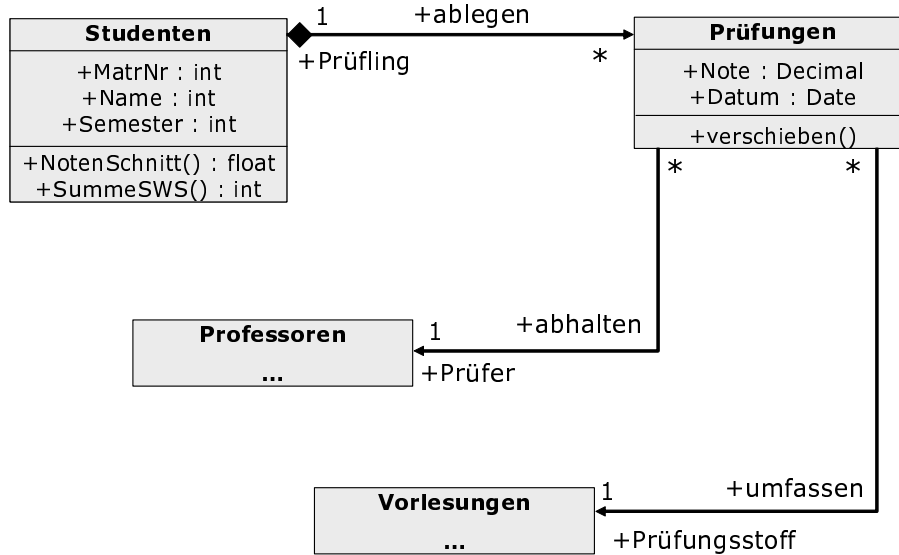 Studenten
+MatrNr : int
+Name : int
+Semester : int
+NotenSchnitt() : float
+SummeSWS() : int
1
+ablegen
+Prüfling
*
Prüfungen
+Note : Decimal
+Datum : Date
+verschieben()
*
*
Professoren
...
1
+abhalten
+Prüfer
Vorlesungen
...
1
+umfassen
+Prüfungsstoff